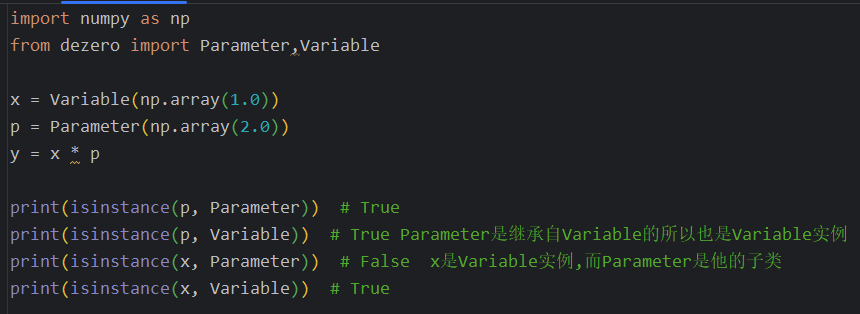 import numpy as np
from dezero import Parameter,Variable
x = Variable(np.array(1.0))
p = Parameter(np.array(2.0))
y = x * p
print(isinstance(p, Parameter))  # True
print(isinstance(p, Variable))  # True Parameter是继承自Variable的所以也是Variable实例
print(isinstance(x, Parameter))  # False  x是Variable实例,而Parameter是他的子类
print(isinstance(x, Variable))  # True